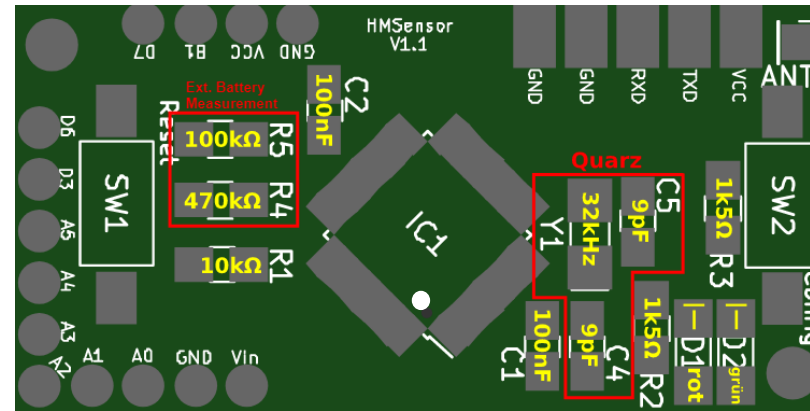 D7
B1
VCC
GND
HMSensor
V1.1
GND
GND
RXD
TXD
VCC
ANT
Ext. Battery
Measurement
Reset
100nF
C2
D6
D3
A5
A4
A3
A2
SW1
100kΩ
R5
470kΩ
R4
10kΩ
R1
IC1
Quarz
Y1
32kHz
9pF
C5
1k5Ω
R3
SW2
C1
100nF
9pF
C4
1k5Ω
R2
D1
rot
D2
grün
A1
A0
GND
Vin